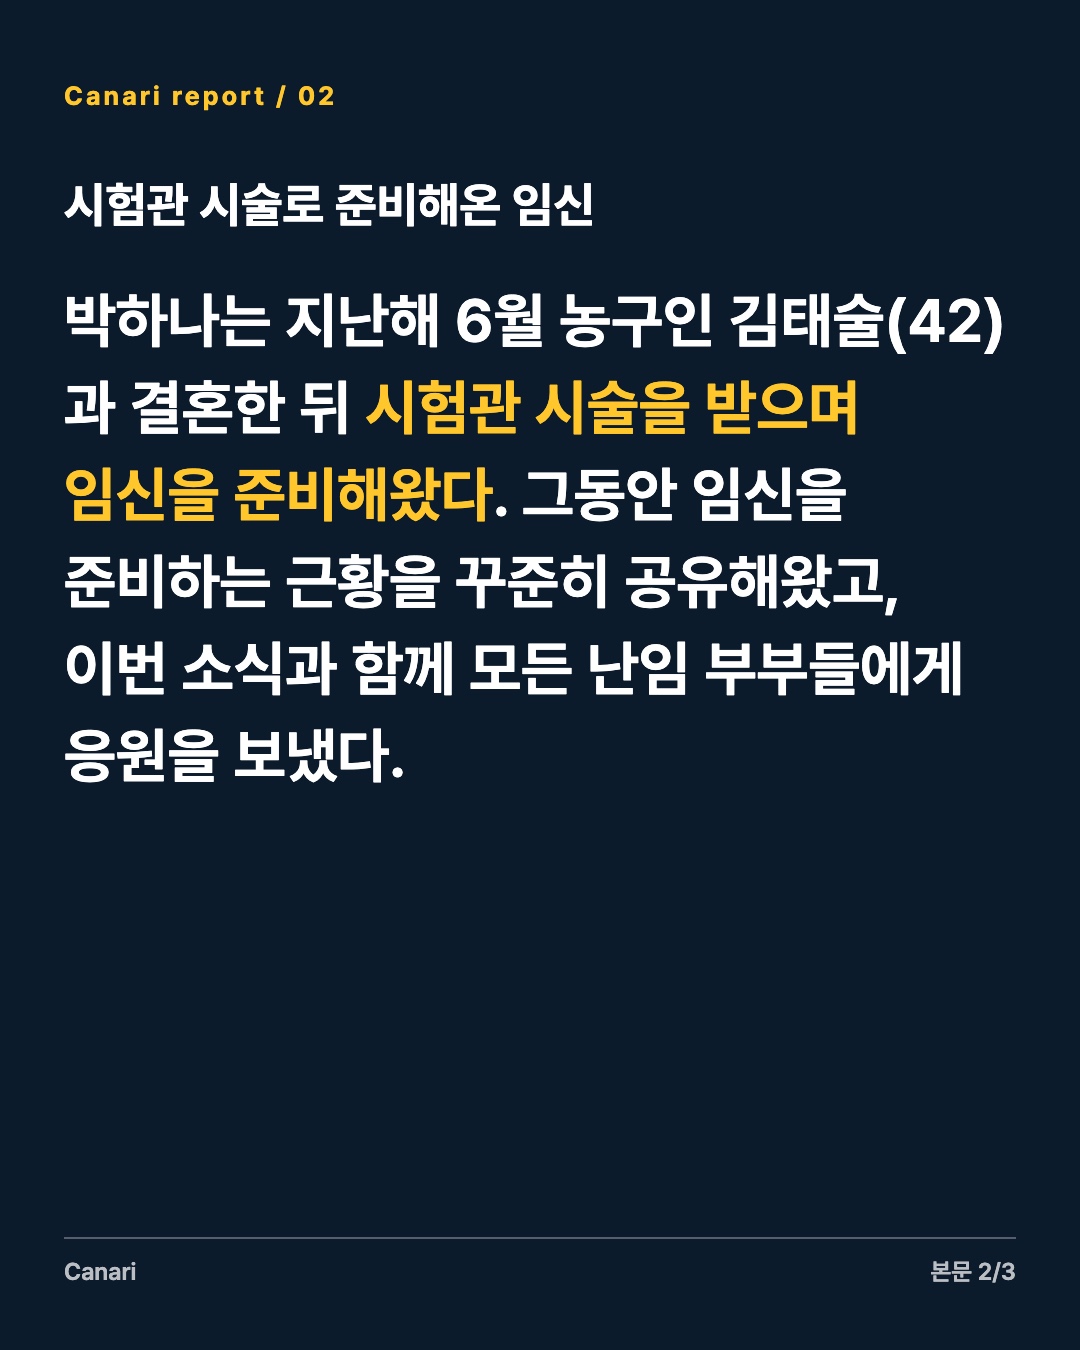 Canari report / 02
시험관 시술로 준비해온 임신
박하나는 지난해 6월 농구인 김태술(42)
과 결혼한 뒤 시험관 시술을 받으며
임신을 준비해왔다. 그동안 임신을
준비하는 근황을 꾸준히 공유해왔고,
이번 소식과 함께 모든 난임 부부들에게
응원을 보냈다.
Canari
본문 2/3